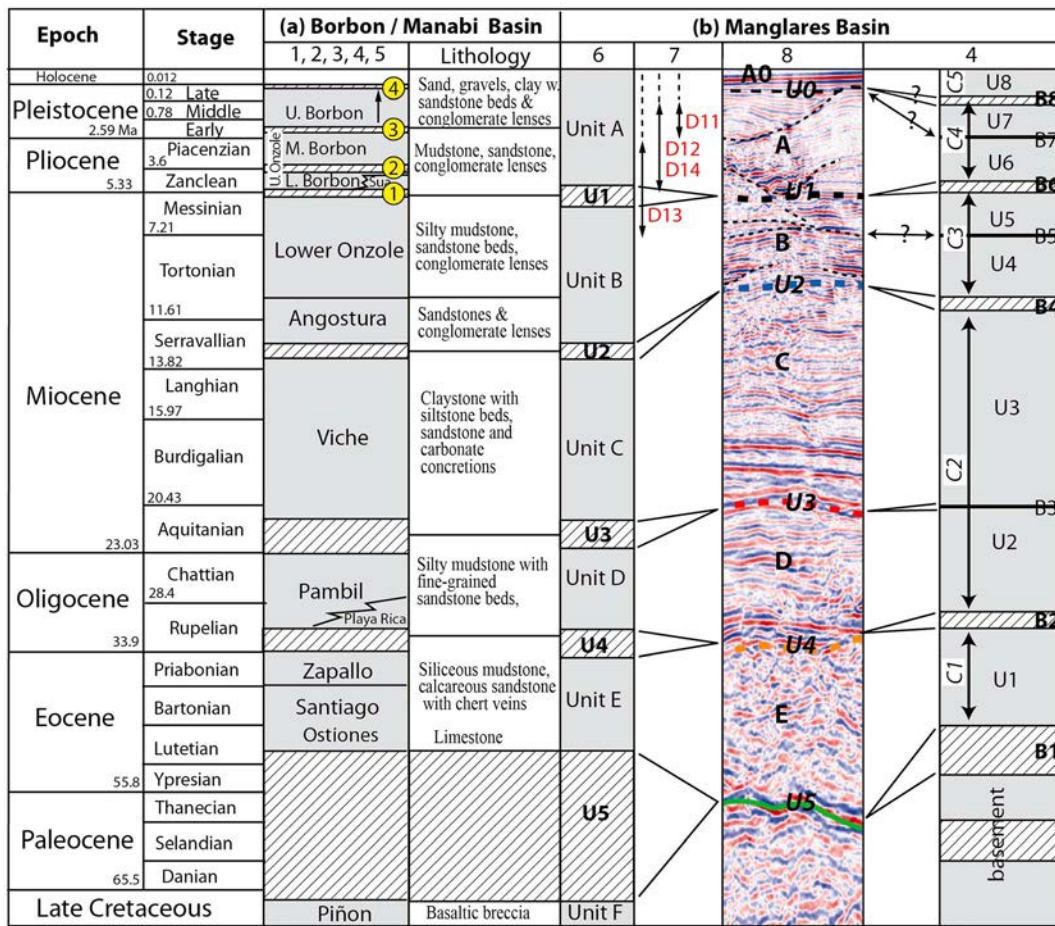 Epoch
Stage
(a) Borbon / Manabi Basin
(b) Manglares Basin
1, 2, 3, 4, 5
Lithology
6
7
8
4
Holocene
0.012
Pleistocene
2.59 Ma
0.12 Late
0.78 Middle
Early
Pliocene
5.33
Piacenzian
3.6
Zanclean
Miocene
23.03
Messinian
7.21
Tortonian
11.61
Serravallian
13.82
Langhian
15.97
Burdigalian
20.43
Aquitanian
Oligocene
33.9
Chattian
28.4
Rupelian
Eocene
55.8
Priabonian
Bartonian
Lutetian
Ypresian
Paleocene
65.5
Thanecian
Selandian
Danian
Late Cretaceous
4
U. Borbon
3
M. Borbon
2
L. Borbon
Sua
1
U. Onzole
Lower Onzole
Angostura
Viche
Pambil
Playa Rica
Zapallo
Santiago
Ostiones
Piñon
Sand, gravels, clay w.
sandstone beds &
conglomerate lenses
Mudstone, sandstone,
conglomerate lenses
Silty mudstone,
sandstone beds,
conglomerate lenses
Sandstones &
conglomerate lenses
Claystone with
siltstone beds,
sandstone and
carbonate
concretions
Silty mudstone with
fine-grained
sandstone beds,
Siliceous mudstone,
calcareous sandstone
with chert veins
Limestone
Basaltic breccia
Unit A
U1
Unit B
U2
Unit C
U3
Unit D
U4
Unit E
U5
Unit F
D11
D12
D14
D13
A0
U0
A
U1
B
U2
C
U3
D
U4
E
U5
?
?
?
C5
C4
C3
C2
C1
U8
B8
U7
B7
U6
B6
U5
B5
U4
B4
U3
B3
U2
B2
U1
B1
basement